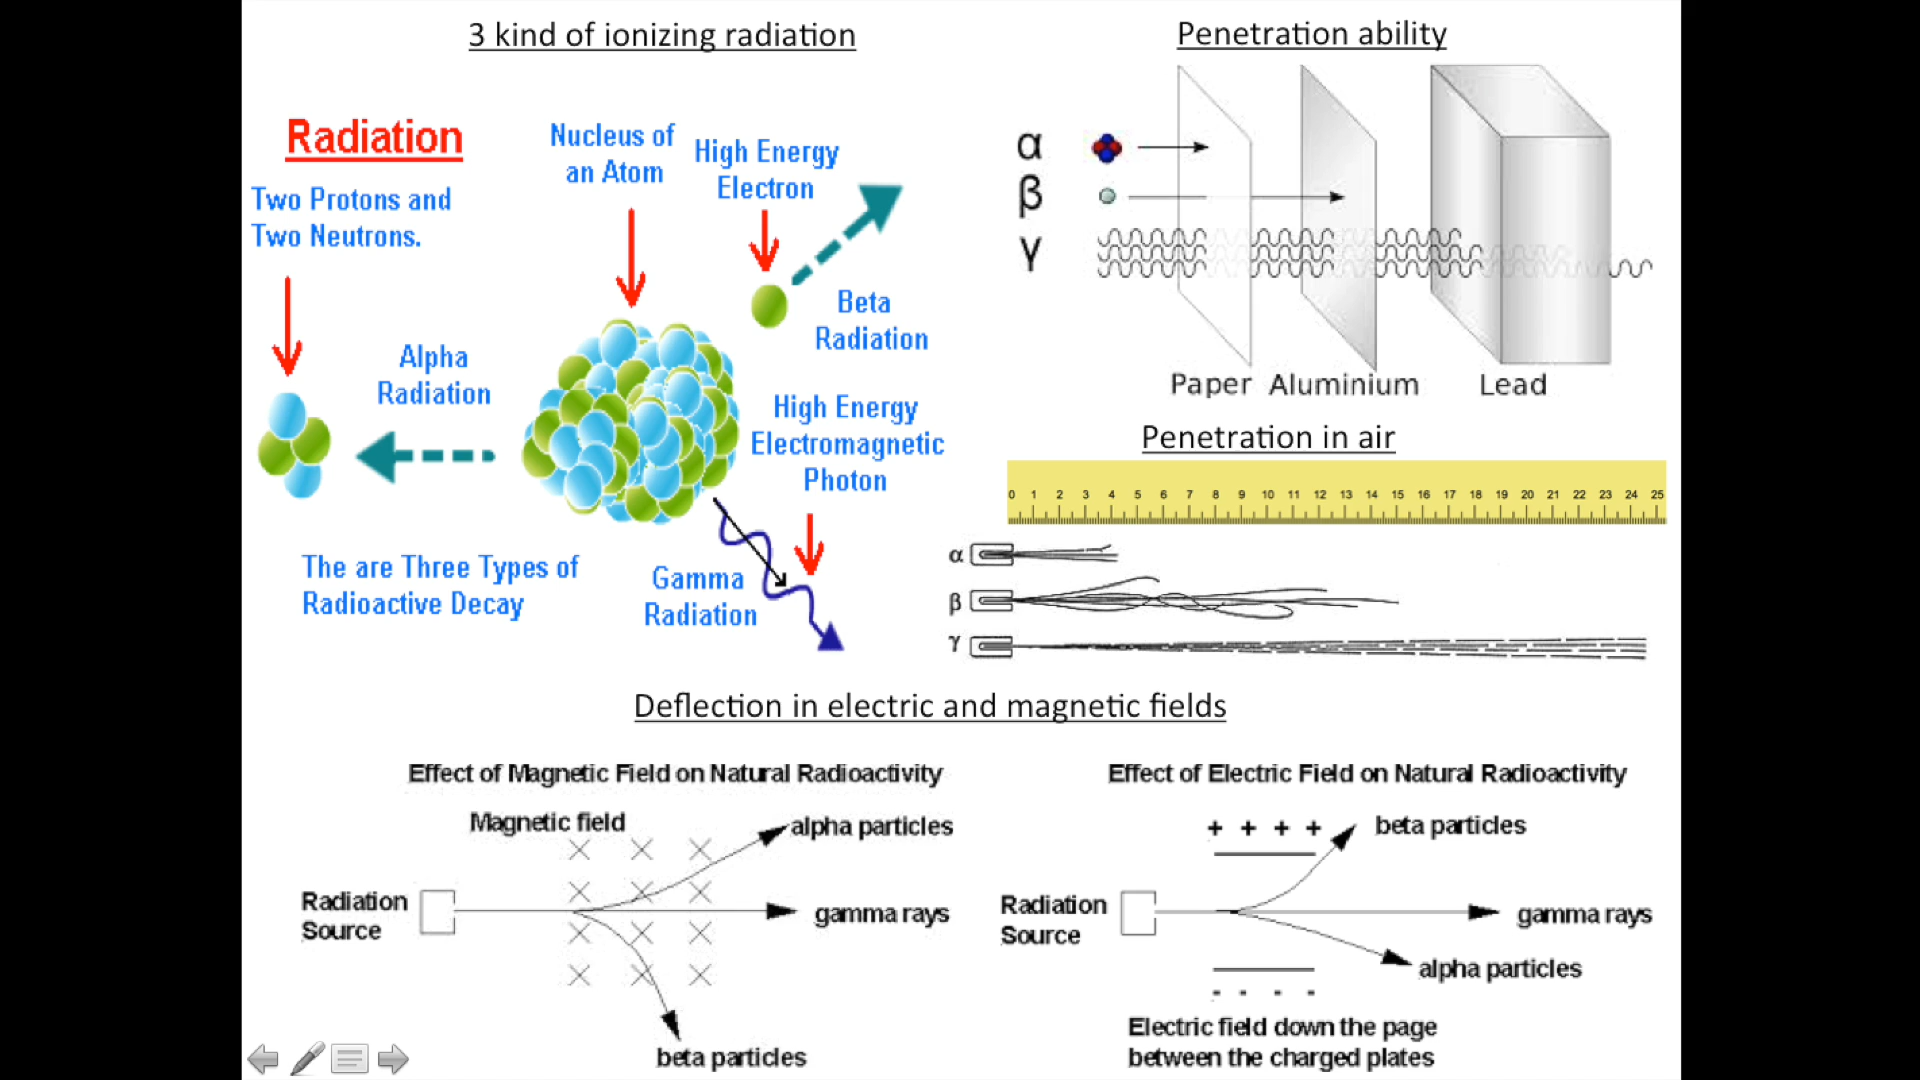 3 kind of ionizing radiation
Radiation
Two Protons and
Two Neutrons.
Nucleus of
an Atom
High Energy
Electron
Beta
Radiation
Alpha
Radiation
High Energy
Electromagnetic
Photon
The are Three Types of
Radioactive Decay
Gamma
Radiation
Penetration ability
α
β
γ
Paper Aluminium Lead
Penetration in air
0 1 2 3 4 5 6 7 8 9 10 11 12 13 14 15 16 17 18 19 20 21 22 23 24 25
α
β
γ
Deflection in electric and magnetic fields
Effect of Magnetic Field on Natural Radioactivity
Magnetic field
alpha particles
Radiation
Source
gamma rays
beta particles
Effect of Electric Field on Natural Radioactivity
+ + + +
beta particles
Radiation
Source
gamma rays
alpha particles
- - - -
Electric field down the page
between the charged plates